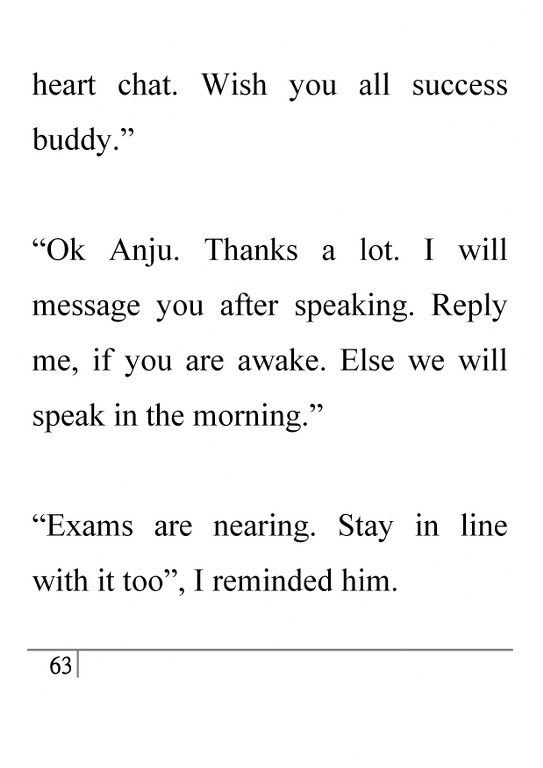 heart chat. Wish you all success
buddy.”
“Ok Anju. Thanks a lot. I will
message you after speaking. Reply
me, if you are awake. Else we will
speak in the morning.”
“Exams are nearing. Stay in line
with it too”, I reminded him.
63